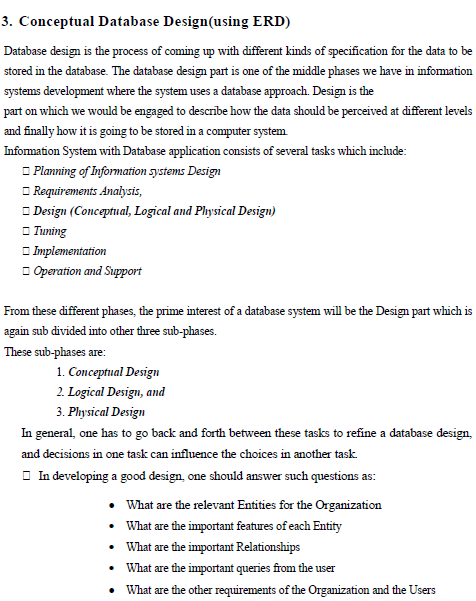 3. Conceptual Database Design(using ERD)
Database design is the process of coming up with different kinds of specification for the data to be
stored in the database. The database design part is one of the middle phases we have in information
systems development where the system uses a database approach. Design is the
part on which we would be engaged to describe how the data should be perceived at different levels
and finally how it is going to be stored in a computer system.
Information System with Database application consists of several tasks which include:
□ Planning of Information systems Design
□ Requirements Analysis,
□ Design (Conceptual, Logical and Physical Design)
□ Tuning
□ Implementation
□ Operation and Support
From these different phases, the prime interest of a database system will be the Design part which is
again sub divided into other three sub-phases.
These sub-phases are:
1. Conceptual Design
2. Logical Design, and
3. Physical Design
In general, one has to go back and forth between these tasks to refine a database design,
and decisions in one task can influence the choices in another task.
□ In developing a good design, one should answer such questions as:
• What are the relevant Entities for the Organization
• What are the important features of each Entity
• What are the important Relationships
• What are the important queries from the user
• What are the other requirements of the Organization and the Users